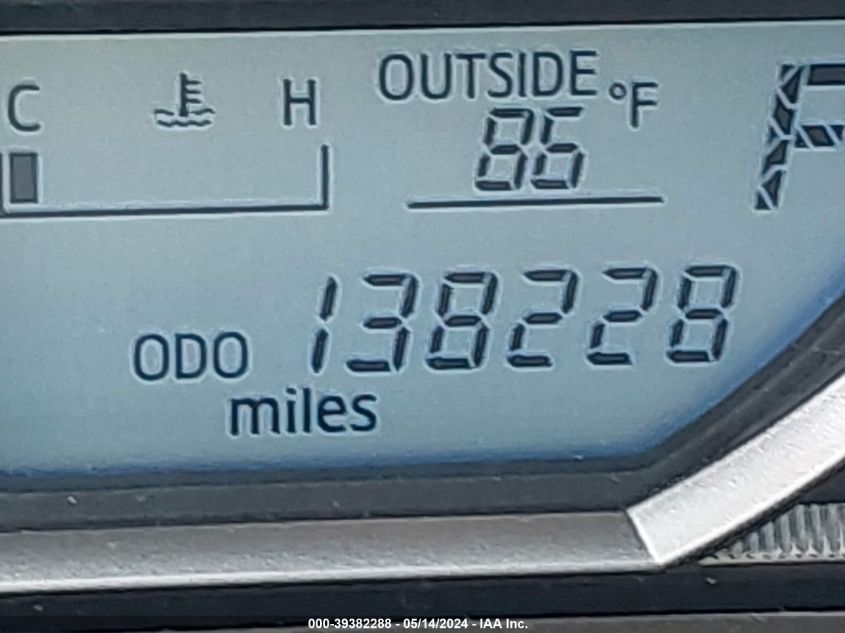 C H OUTSIDE °F
86
ODO 138228
miles
000-39382288 - 05/14/2024 - IAA Inc.